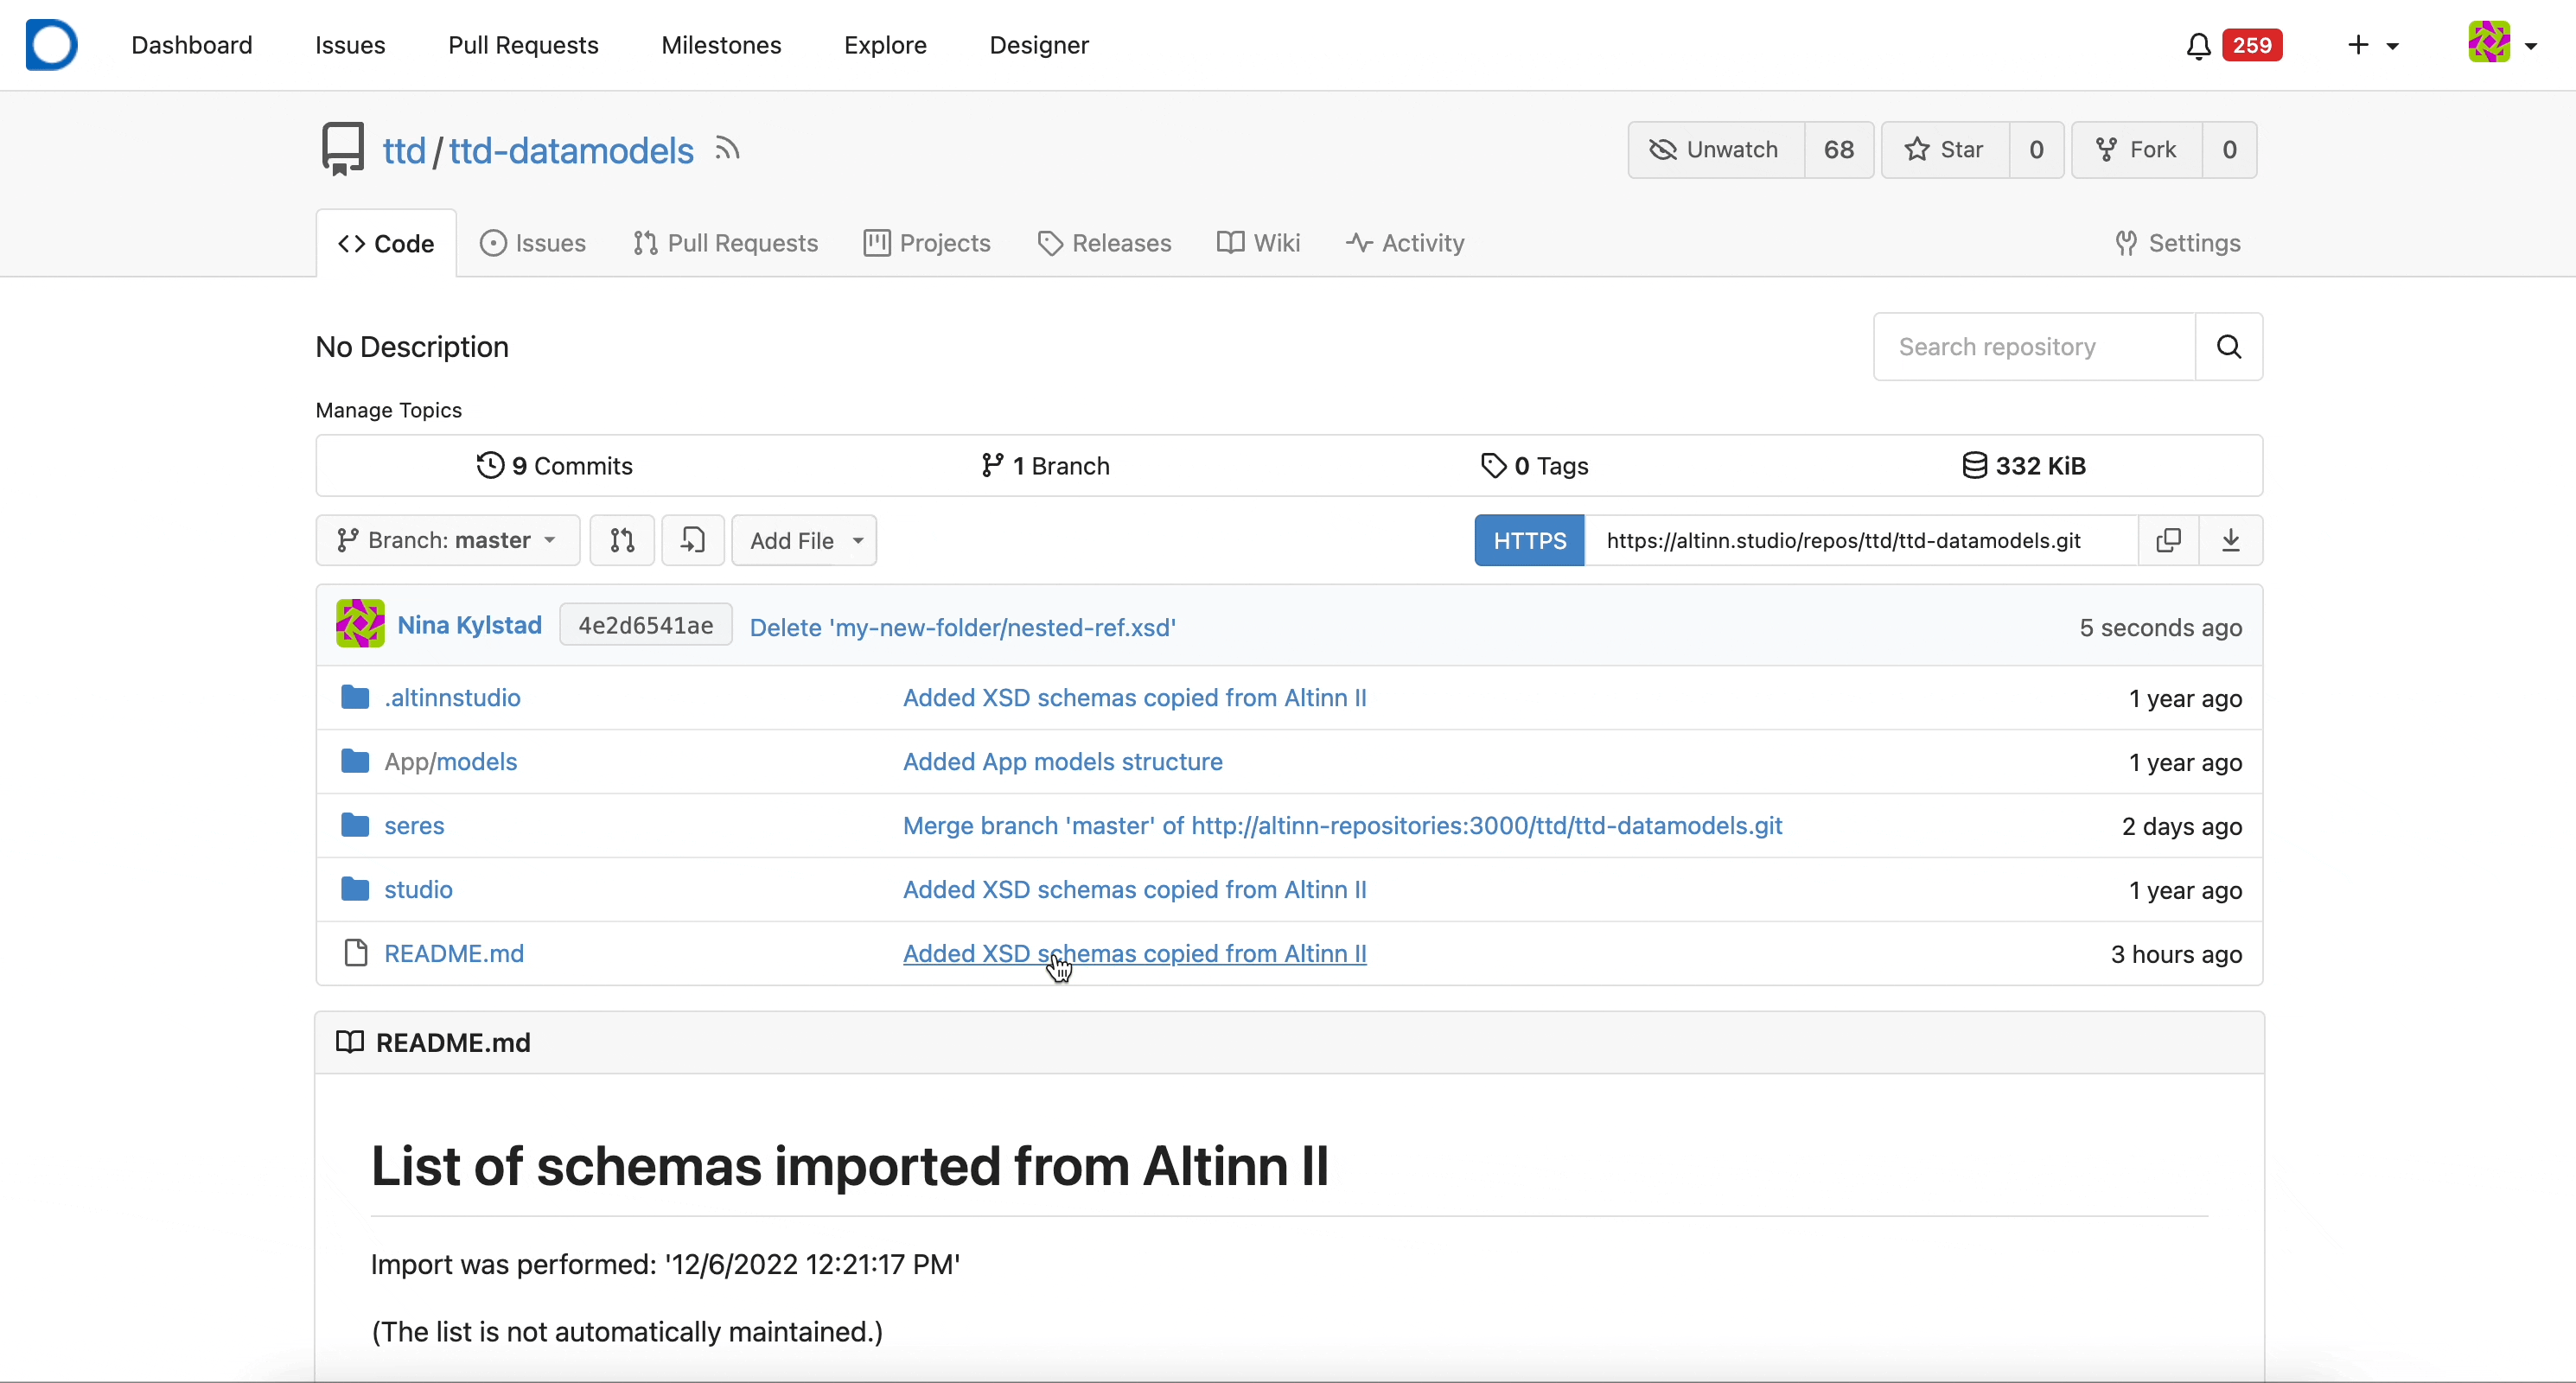 Dashboard Issues Pull Requests Milestones Explore Designer 259
ttd / ttd-datamodels Unwatch 68 Star 0 Fork 0
Code Issues Pull Requests Projects Releases Wiki Activity Settings
No Description Search repository
Manage Topics
9 Commits 1 Branch 0 Tags 332 KiB
Branch: master Add File HTTPS https://altinn.studio/repos/ttd/ttd-datamodels.git
Nina Kylstad 4e2d6541ae Delete 'my-new-folder/nested-ref.xsd' 5 seconds ago
.altinnstudio Added XSD schemas copied from Altinn II 1 year ago
App/models Added App models structure 1 year ago
seres Merge branch 'master' of http://altinn-repositories:3000/ttd/ttd-datamodels.git 2 days ago
studio Added XSD schemas copied from Altinn II 1 year ago
README.md Added XSD schemas copied from Altinn II 3 hours ago
README.md
List of schemas imported from Altinn II
Import was performed: '12/6/2022 12:21:17 PM'
(The list is not automatically maintained.)